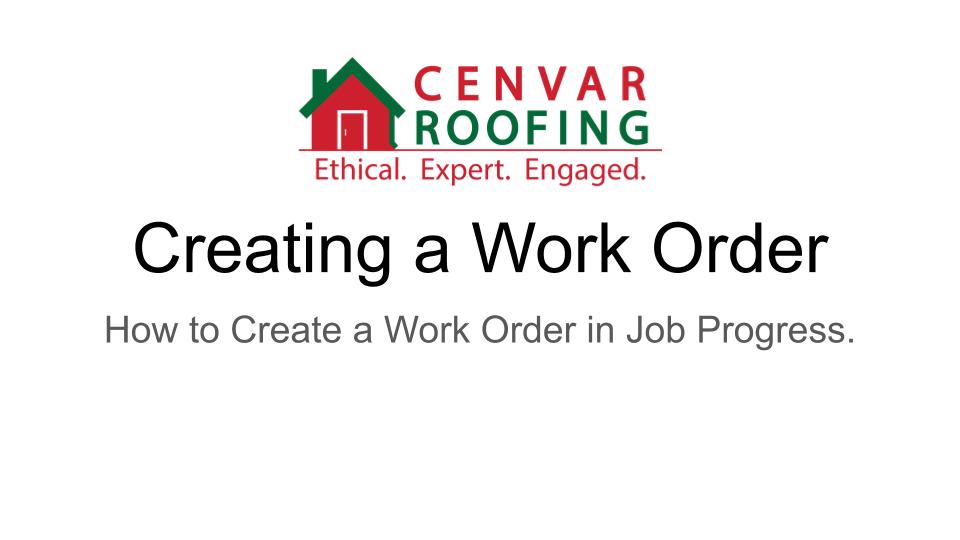 CENVAR
ROOFING
Ethical. Expert. Engaged.
Creating a Work Order
How to Create a Work Order in Job Progress.